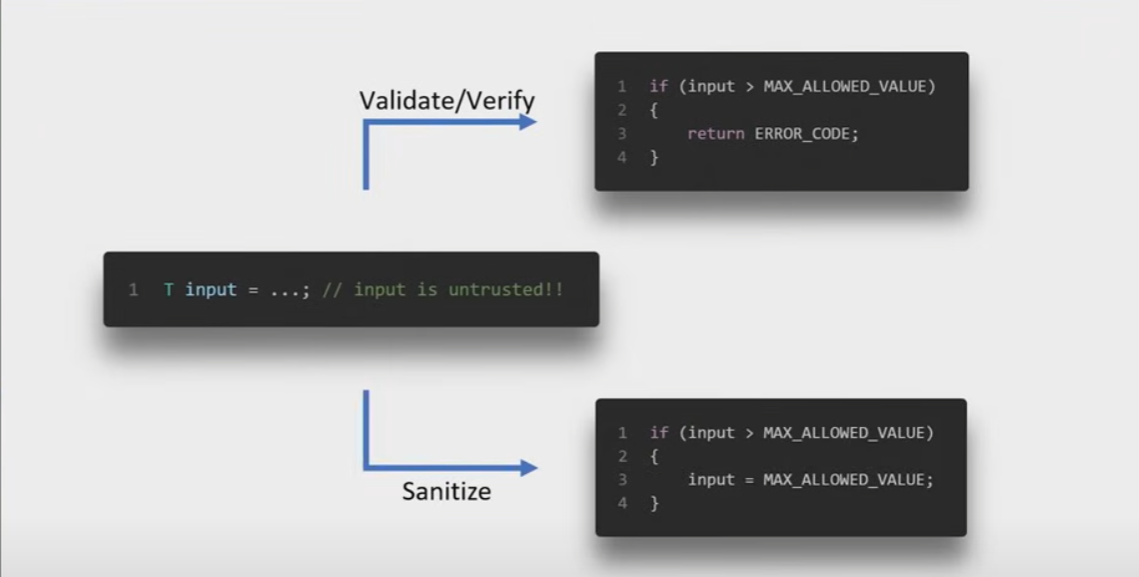 Validate/Verify
1 if (input > MAX_ALLOWED_VALUE)
2 {
3 return ERROR_CODE;
4 }
1 T input = ...; // input is untrusted!!
Sanitize
1 if (input > MAX_ALLOWED_VALUE)
2 {
3 input = MAX_ALLOWED_VALUE;
4 }